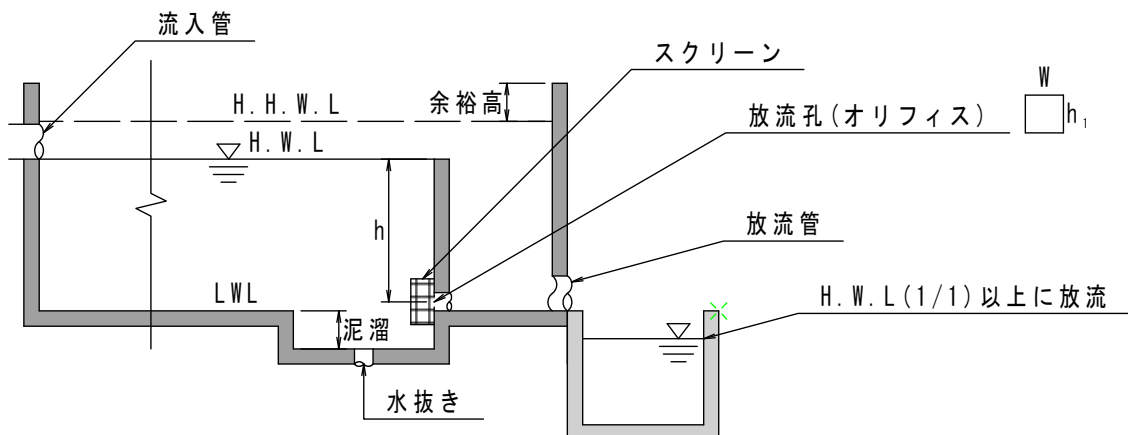 流入管
スクリーン
W
H.H.W.L
余裕高
放流孔(オリフィス)
h1
H.W.L
h
放流管
LWL
H.W.L(1/1)以上に放流
泥溜
水抜き